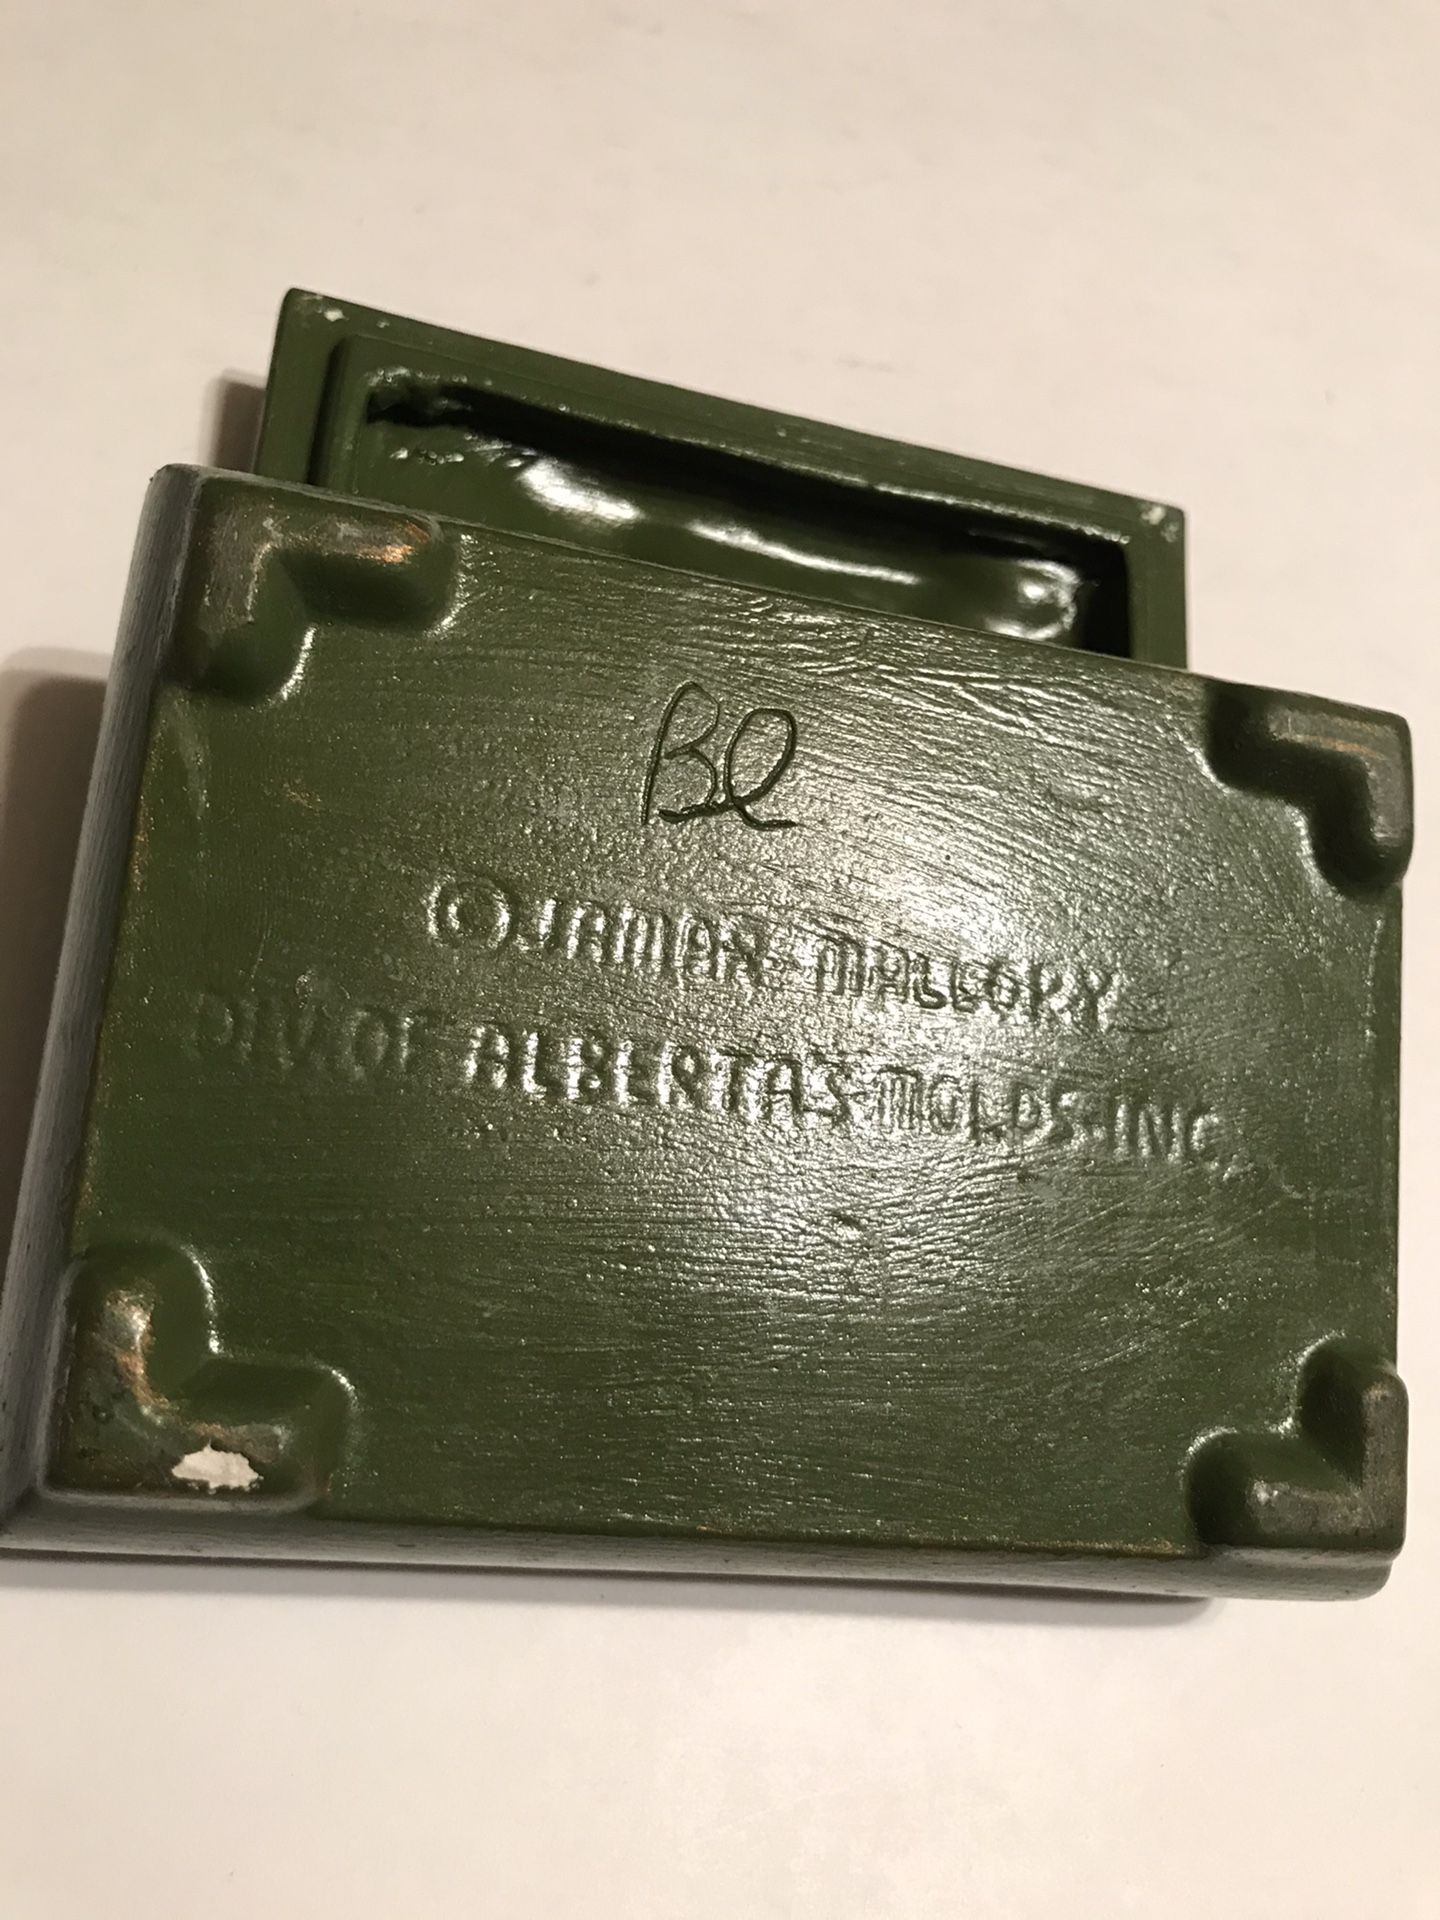 Bl
© JAMAR-MALLORY
DIV. OF ALBERTA'S MOLDS-INC.